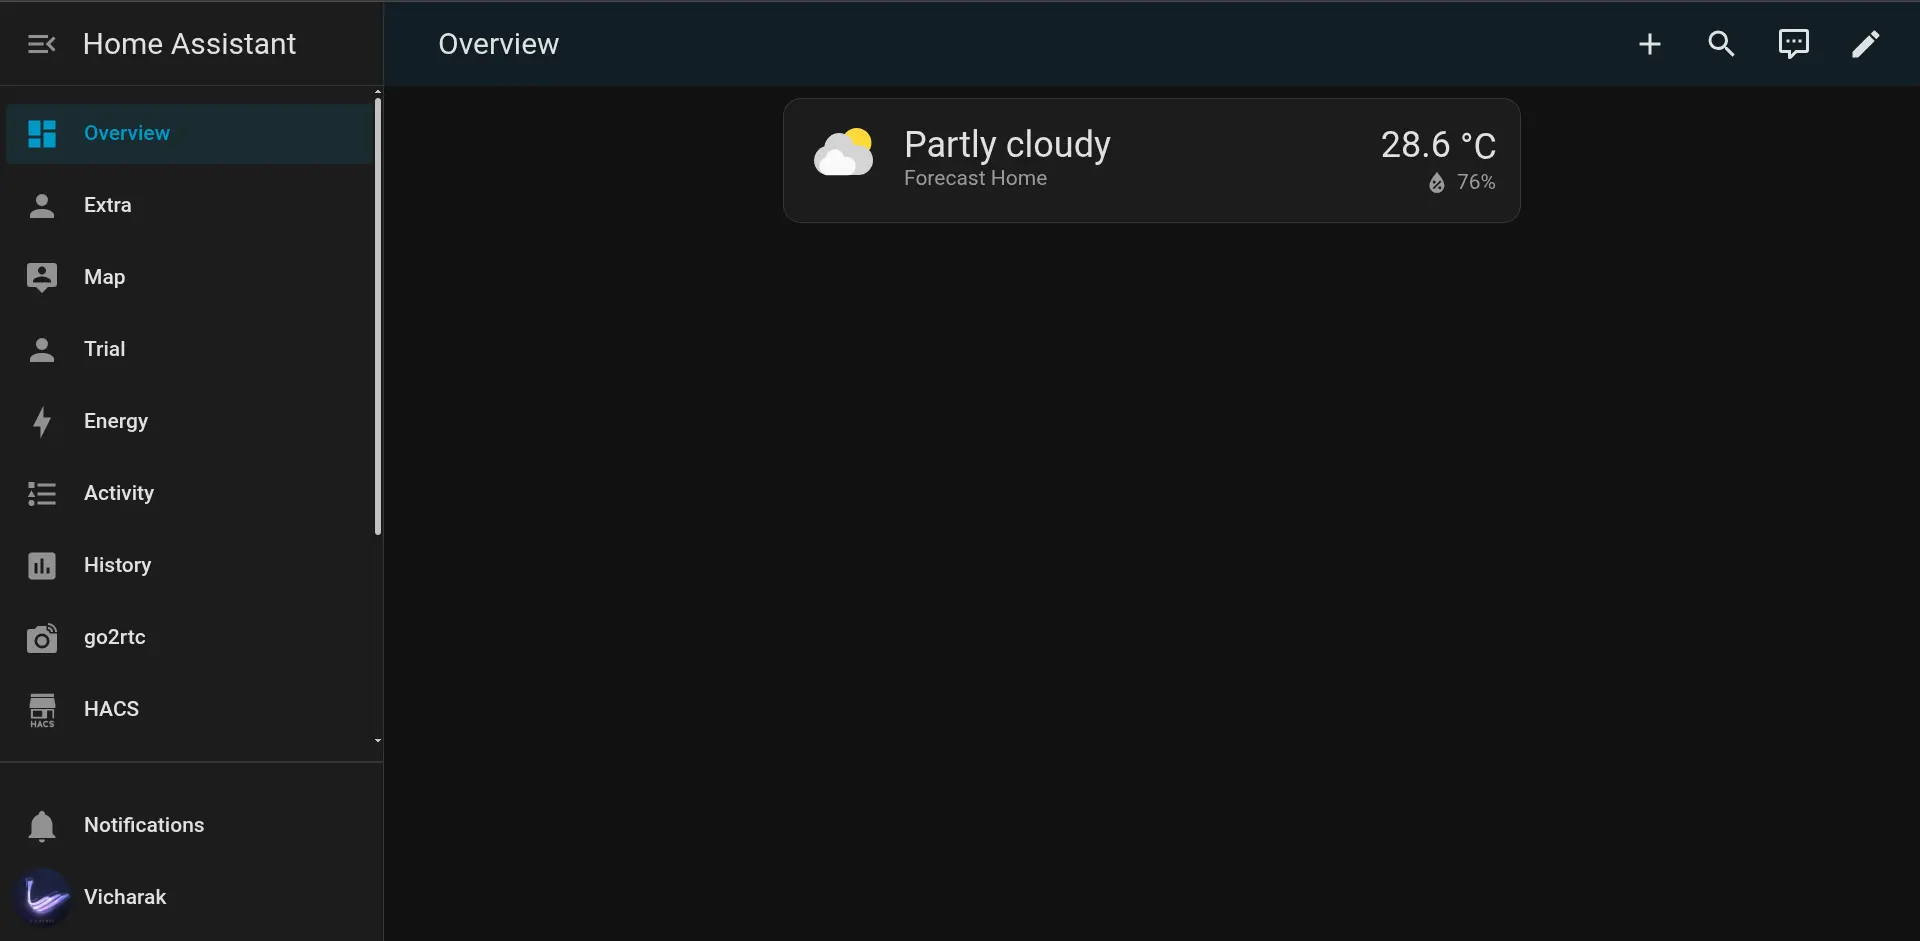 Home Assistant
Overview
Extra
Map
Trial
Energy
Activity
History
go2rtc
HACS
HACS
Notifications
Vicharak
Overview
Partly cloudy
Forecast Home
28.6 °C
76%